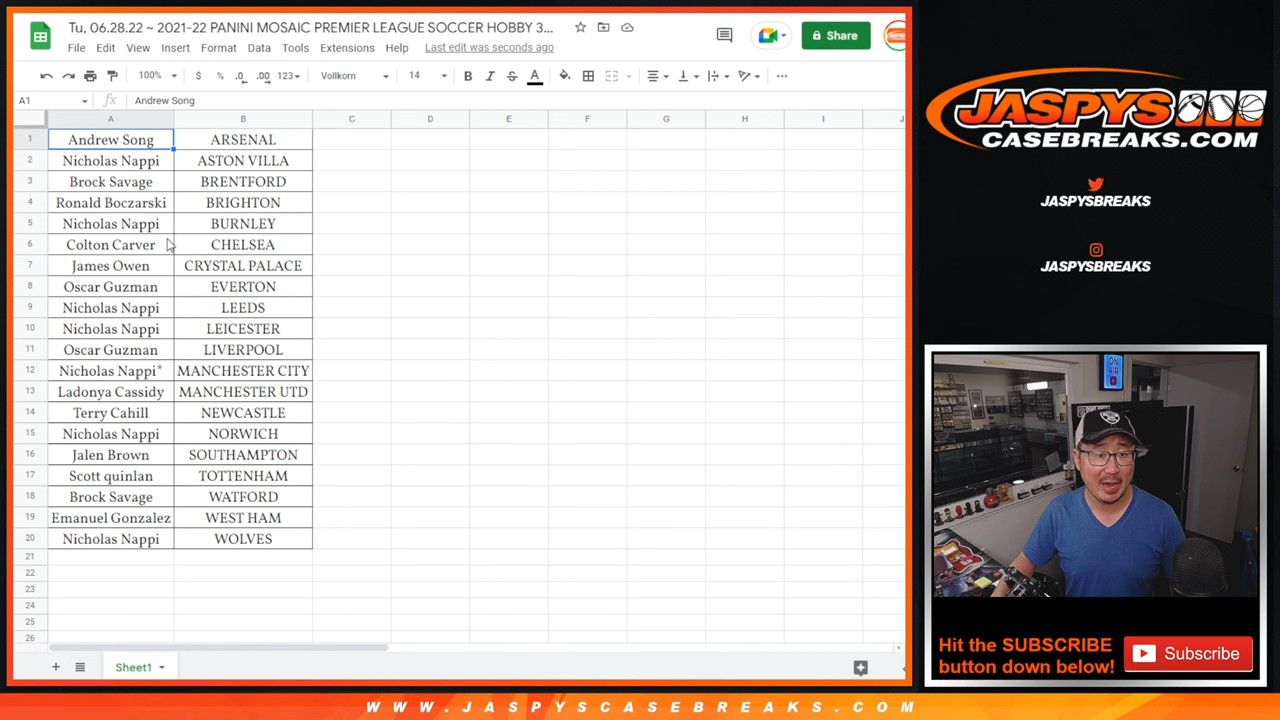 Tu, 06.28.22 ~ 2021-22 PANINI MOSAIC PREMIER LEAGUE SOCCER HOBBY 3...
File Edit View Insert Format Data Tools Extensions Help Last edit was seconds ago
Share
100% $ % .0 .00 123 Vollkorn 14 B I S A
A1 fx Andrew Song
A B C D E F G H I J
1 Andrew Song ARSENAL
2 Nicholas Nappi ASTON VILLA
3 Brock Savage BRENTFORD
4 Ronald Boczarski BRIGHTON
5 Nicholas Nappi BURNLEY
6 Colton Carver CHELSEA
7 James Owen CRYSTAL PALACE
8 Oscar Guzman EVERTON
9 Nicholas Nappi LEEDS
10 Nicholas Nappi LEICESTER
11 Oscar Guzman LIVERPOOL
12 Nicholas Nappi* MANCHESTER CITY
13 Ladonya Cassidy MANCHESTER UTD
14 Terry Cahill NEWCASTLE
15 Nicholas Nappi NORWICH
16 Jalen Brown SOUTHAMPTON
17 Scott quinlan TOTTENHAM
18 Brock Savage WATFORD
19 Emanuel Gonzalez WEST HAM
20 Nicholas Nappi WOLVES
21
22
23
24
25
26
Sheet1
JASPYS
CASEBREAKS.COM
JASPYSBREAKS
JASPYSBREAKS
ON AIR
Hit the SUBSCRIBE
button down below!
Subscribe
WWW.JASPYSCASEBREAKS.COM